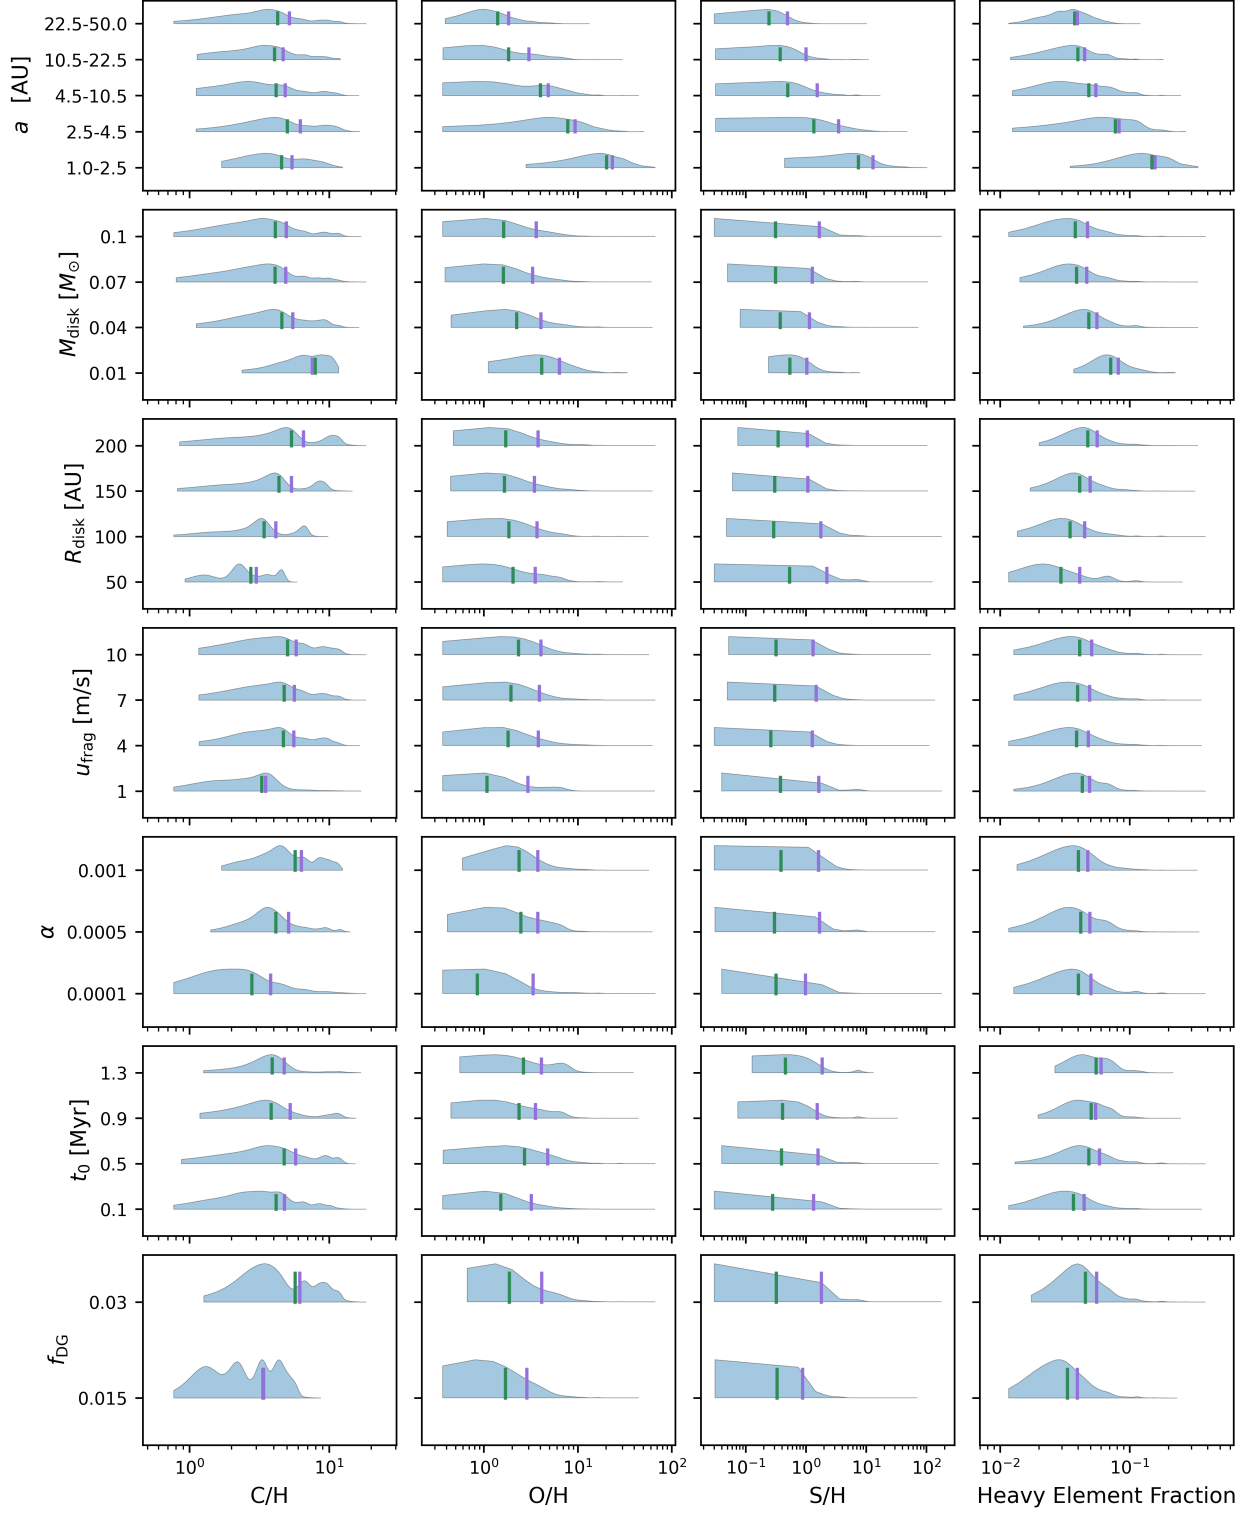 a [AU]
22.5-50.0
10.5-22.5
4.5-10.5
2.5-4.5
1.0-2.5
M_disk [M_⊙]
0.1
0.07
0.04
0.01
R_disk [AU]
200
150
100
50
u_frag [m/s]
10
7
4
1
α
0.001
0.0005
0.0001
t_0 [Myr]
1.3
0.9
0.5
0.1
f_DG
0.03
0.015
10^0 10^1
10^0 10^1 10^2
10^−1 10^0 10^1 10^2
10^−2 10^−1
C/H
O/H
S/H
Heavy Element Fraction